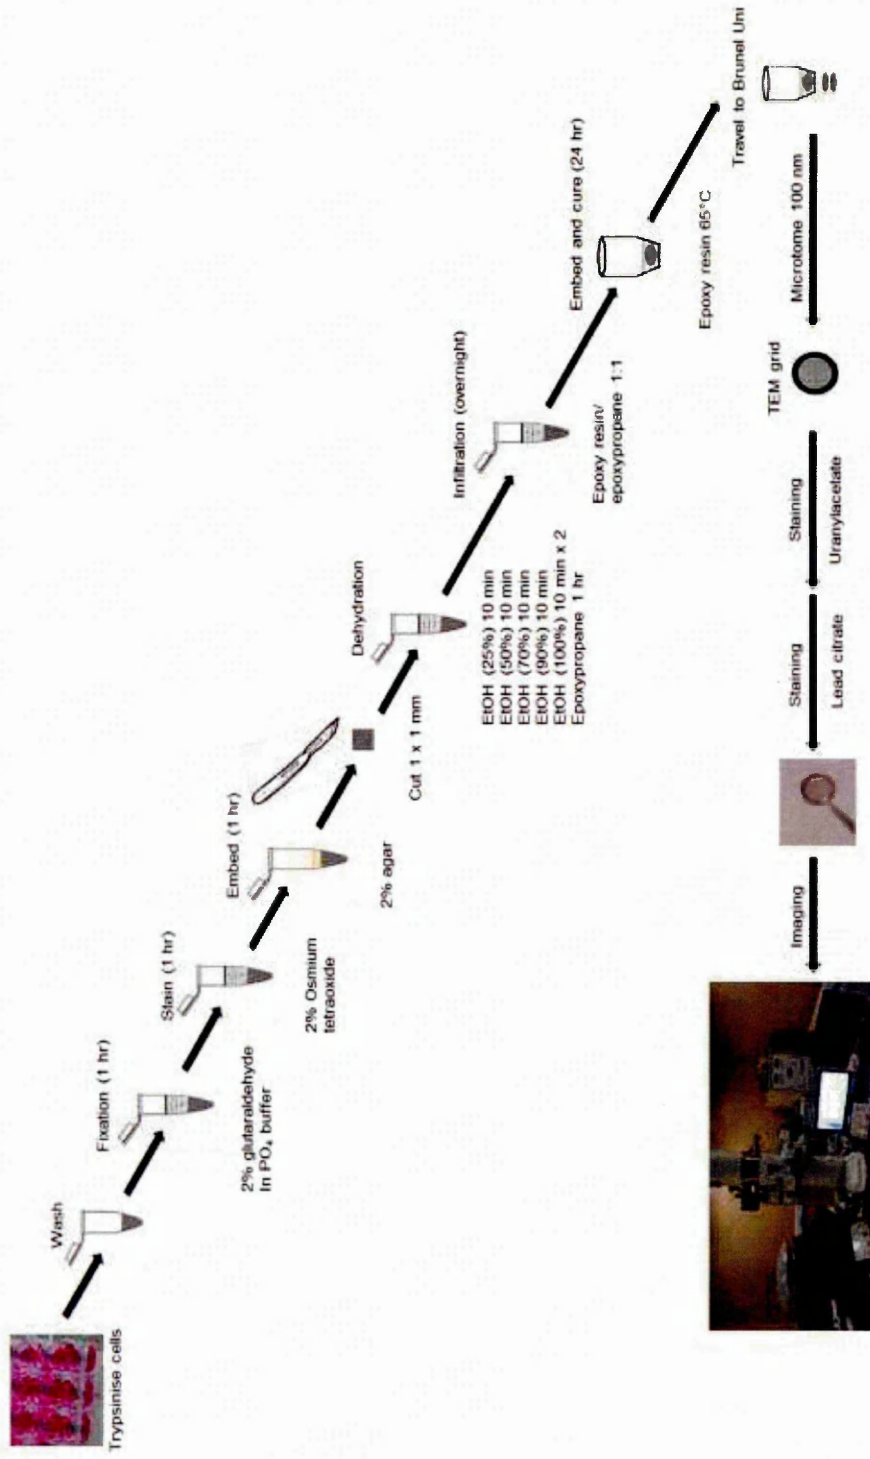 Trypsinise cells
Wash
Fixation (1 hr)
2% glutaraldehyde
In PO₄ buffer
Stain (1 hr)
2% Osmium
tetraoxide
Embed (1 hr)
2% agar
Cut 1 x 1 mm
Dehydration
EtOH (25%) 10 min
EtOH (50%) 10 min
EtOH (70%) 10 min
EtOH (90%) 10 min
EtOH (100%) 10 min x 2
Epoxypropane 1 hr
Infiltration (overnight)
Epoxy resin/
epoxypropane 1:1
Embed and cure (24 hr)
Epoxy resin 65°C
Travel to Brunel Uni
Microtome 100 nm
TEM grid
Staining
Uranylacelate
Staining
Lead citrate
Imaging